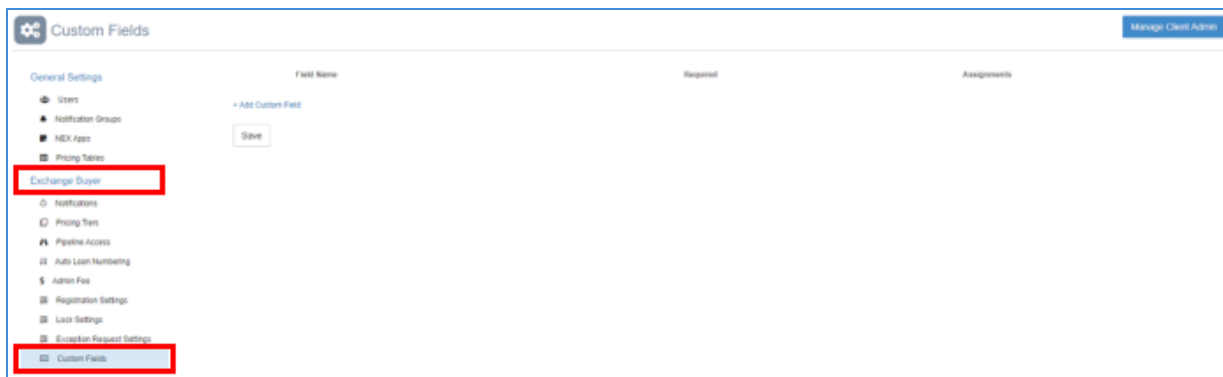 Custom Fields
Manage Client Admin
General Settings
Field Name
Required
Assignments
Users
Notification Groups
NEX Apps
Pricing Tables
+ Add Custom Field
Save
Exchange Buyer
Notifications
Pricing Tiers
Pipeline Access
Auto Loan Numbering
Admin Fee
Registration Settings
Lock Settings
Exception Request Settings
Custom Fields